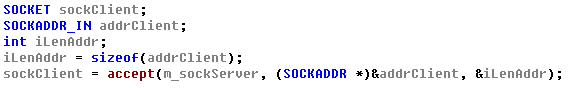 SOCKET sockClient;
SOCKADDR_IN addrClient;
int iLenAddr;
iLenAddr = sizeof(addrClient);
sockClient = accept(m_sockServer, (SOCKADDR *)&addrClient, &iLenAddr);